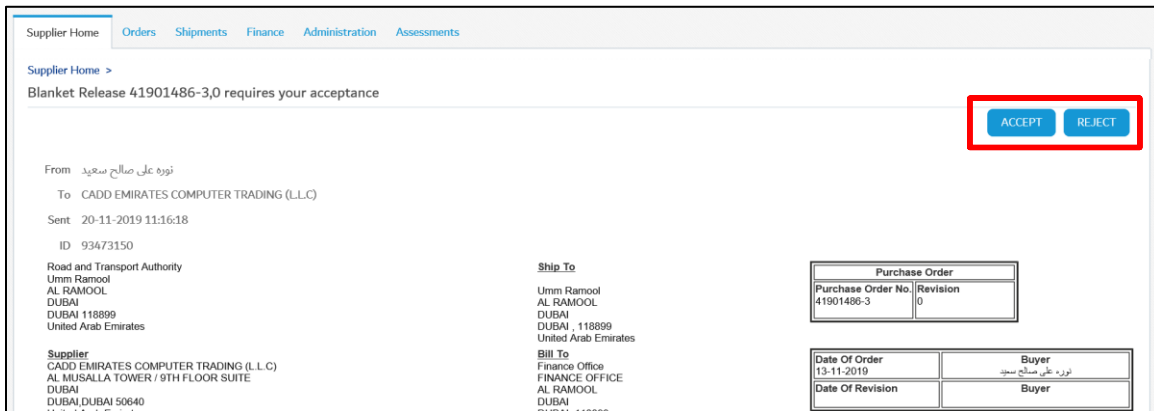 Supplier Home Orders Shipments Finance Administration Assessments
Supplier Home >
Blanket Release 41901486-3,0 requires your acceptance
ACCEPT REJECT
From نوره على صالح سعيد
To CADD EMIRATES COMPUTER TRADING (L.L.C)
Sent 20-11-2019 11:16:18
ID 93473150
Road and Transport Authority
Umm Ramool
AL RAMOOL
DUBAI
DUBAI 118899
United Arab Emirates
Ship To
Umm Ramool
AL RAMOOL
DUBAI
DUBAI , 118899
United Arab Emirates
Purchase Order
Purchase Order No. Revision
41901486-3 0
Supplier
CADD EMIRATES COMPUTER TRADING (L.L.C)
AL MUSALLA TOWER / 9TH FLOOR SUITE
DUBAI
DUBAI,DUBAI 50640
Bill To
Finance Office
FINANCE OFFICE
AL RAMOOL
DUBAI
Date Of Order Buyer
13-11-2019 نوره على صالح سعيد
Date Of Revision Buyer